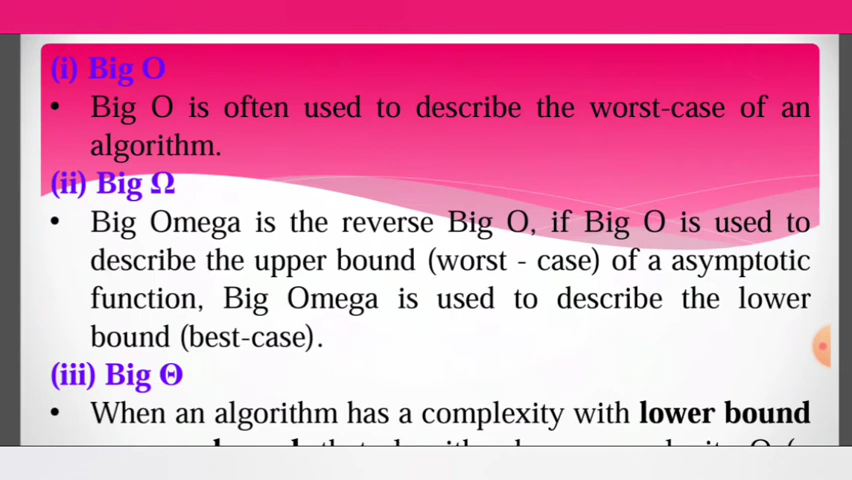 (i) Big O
• Big O is often used to describe the worst-case of an
algorithm.
(ii) Big Ω
• Big Omega is the reverse Big O, if Big O is used to
describe the upper bound (worst - case) of a asymptotic
function, Big Omega is used to describe the lower
bound (best-case).
(iii) Big Θ
• When an algorithm has a complexity with lower bound